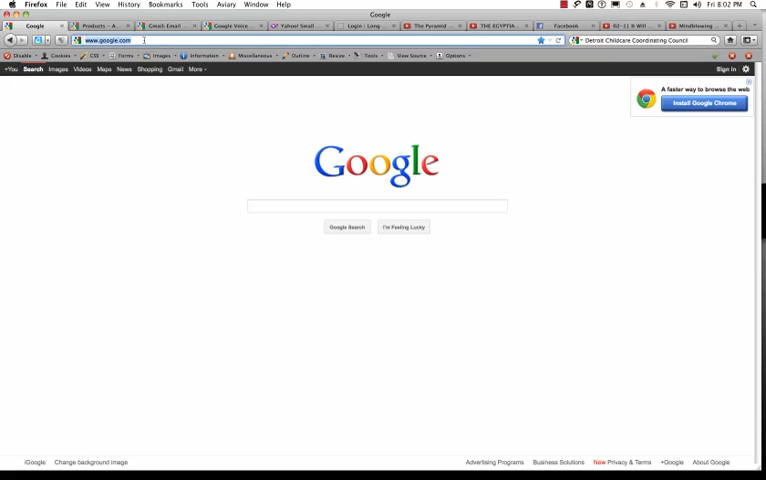 Firefox File Edit View History Bookmarks Tools Aviary Window Help Fri 8:02 PM
Google
Google Products - A... Gmail: Email ... Google Voice... Yahoo! Small ... Login | Long ... The Pyramid ... THE EGYPTIA... Facebook 02-11 It Will ... Mindblowing ...
www.google.com Detroit Childcare Coordinating Council
Disable Cookies CSS Forms Images Information Miscellaneous Outline Resize Tools View Source Options
+You Search Images Videos Maps News Shopping Gmail More Sign in
A faster way to browse the web
Install Google Chrome
Google
Google Search I'm Feeling Lucky
iGoogle Change background image Advertising Programs Business Solutions New Privacy & Terms +Google About Google